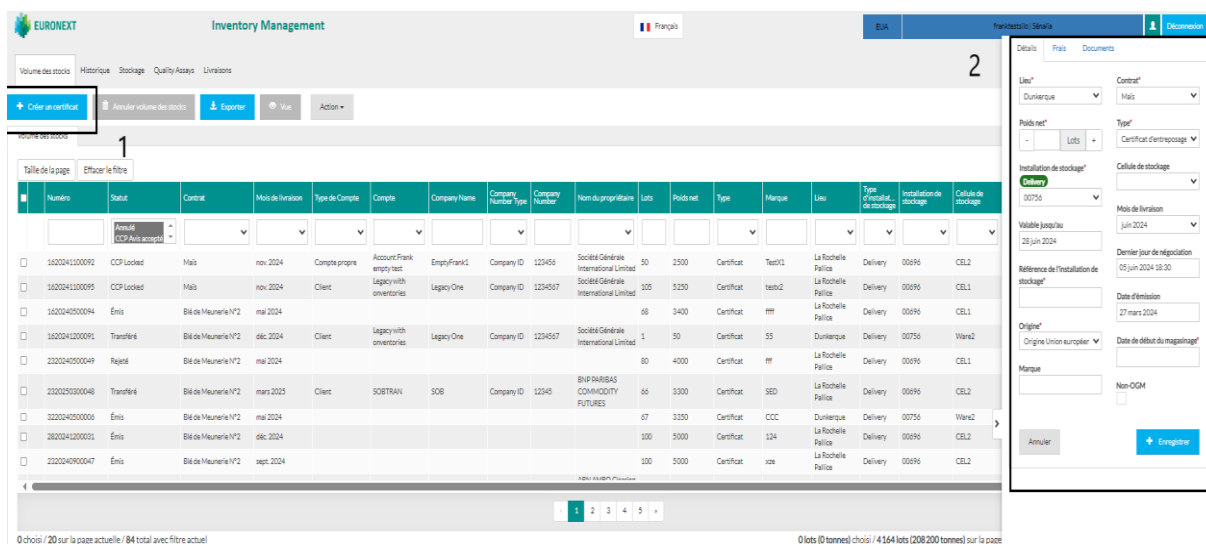 EURONEXT
Inventory Management
Français
EUA
franktestsilo | Sénalia
Déconnexion
Volume des stocks Historique Stockage Quality Assays Livraisons
2
+ Créer un certificat
Annuler volume des stocks
Exporter
Vue
Action
1
Volume des stocks
Taille de la page Effacer le filtre
Numéro Statut Contrat Mois de livraison Type de Compte Compte Company Name Company Number Type Company Number Nom du propriétaire Lots Poids net Type Marque Lieu Type d'installat... de stockage Installation de stockage Cellule de stockage
Annulé
CCP Avis accepté
1620241100092 CCP Locked Maïs nov. 2024 Compte propre Account Frank empty test EmptyFrank1 Company ID 123456 Société Générale International Limited 50 2500 Certificat TestX1 La Rochelle Pallice Delivery 00696 CEL2
1620241100095 CCP Locked Maïs nov. 2024 Client Legacy with onventories Legacy One Company ID 1234567 Société Générale International Limited 105 5250 Certificat testx2 La Rochelle Pallice Delivery 00696 CEL1
1620240500094 Émis Blé de Meunerie N°2 mai 2024 68 3400 Certificat ffff La Rochelle Pallice Delivery 00696 CEL1
1620241200091 Transféré Blé de Meunerie N°2 déc. 2024 Client Legacy with onventories Legacy One Company ID 1234567 Société Générale International Limited 1 50 Certificat 55 Dunkerque Delivery 00756 Ware2
2320240500049 Rejeté Blé de Meunerie N°2 mai 2024 80 4000 Certificat fff La Rochelle Pallice Delivery 00696 CEL1
2320250300048 Transféré Blé de Meunerie N°2 mars 2025 Client SOBTRAN SOB Company ID 12345 BNP PARIBAS COMMODITY FUTURES 66 3300 Certificat SED La Rochelle Pallice Delivery 00696 CEL2
3220240500006 Émis Blé de Meunerie N°2 mai 2024 67 3350 Certificat CCC Dunkerque Delivery 00756 Ware2
2820241200031 Émis Blé de Meunerie N°2 déc. 2024 100 5000 Certificat 124 La Rochelle Pallice Delivery 00696 CEL2
2320240900047 Émis Blé de Meunerie N°2 sept. 2024 100 5000 Certificat xze La Rochelle Pallice Delivery 00696 CEL2
« 1 2 3 4 5 »
0 choisi / 20 sur la page actuelle / 84 total avec filtre actuel
0 lots (0 tonnes) choisi / 4 164 lots (208 200 tonnes) sur la page
Détails Frais Documents
Lieu* Contrat*
Dunkerque Maïs
Poids net* Type*
- Lots + Certificat d'entreposage
Installation de stockage* Cellule de stockage
Delivery
00756
Mois de livraison
Valable jusqu'au juin 2024
28 juin 2024
Dernier jour de négociation
Référence de l'installation de stockage* 05 juin 2024 18:30
Date d'émission
27 mars 2024
Origine*
Origine Union européer Date de début du magasinage*
Marque
Non-OGM
Annuler + Enregistrer